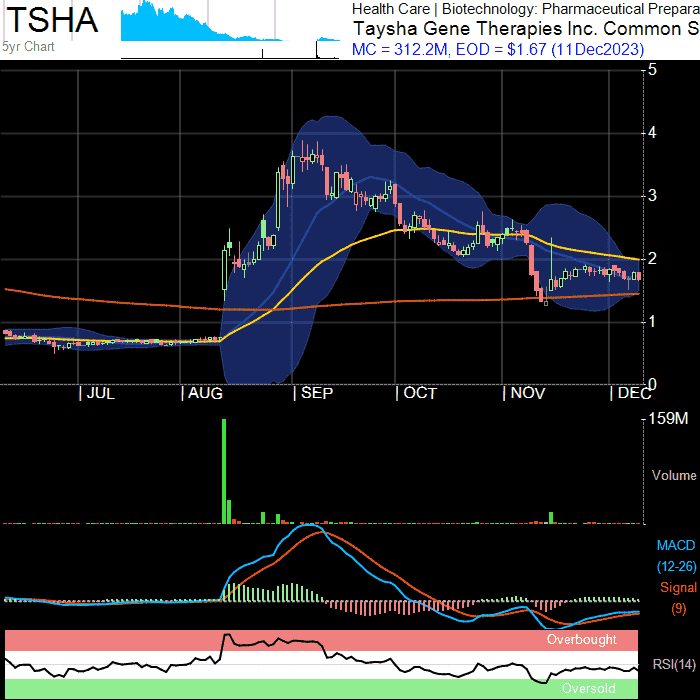 TSHA
5yr Chart
Health Care | Biotechnology: Pharmaceutical Prepara
Taysha Gene Therapies Inc. Common S
MC = 312.2M, EOD = $1.67 (11Dec2023)
5
4
3
2
1
0
JUL
AUG
SEP
OCT
NOV
DEC
159M
Volume
MACD
(12-26)
Signal
(9)
Overbought
RSI(14)
Oversold